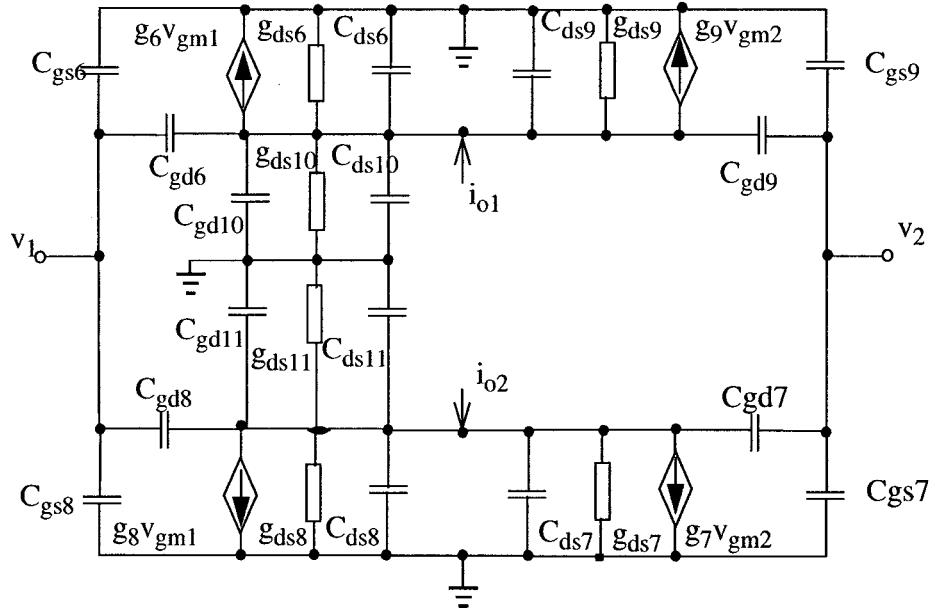 g6vgm1 gds6 Cds6 Cds9 gds9 g9vgm2
Cgs6 Cgs9
Cgd6 gds10 Cds10 Cgd9
Cgd10 io1
v1 v2
Cgd11 gds11 Cds11
Cgd8 io2 Cgd7
Cgs8 g8vgm1 gds8 Cds8 Cds7 gds7 g7vgm2 Cgs7